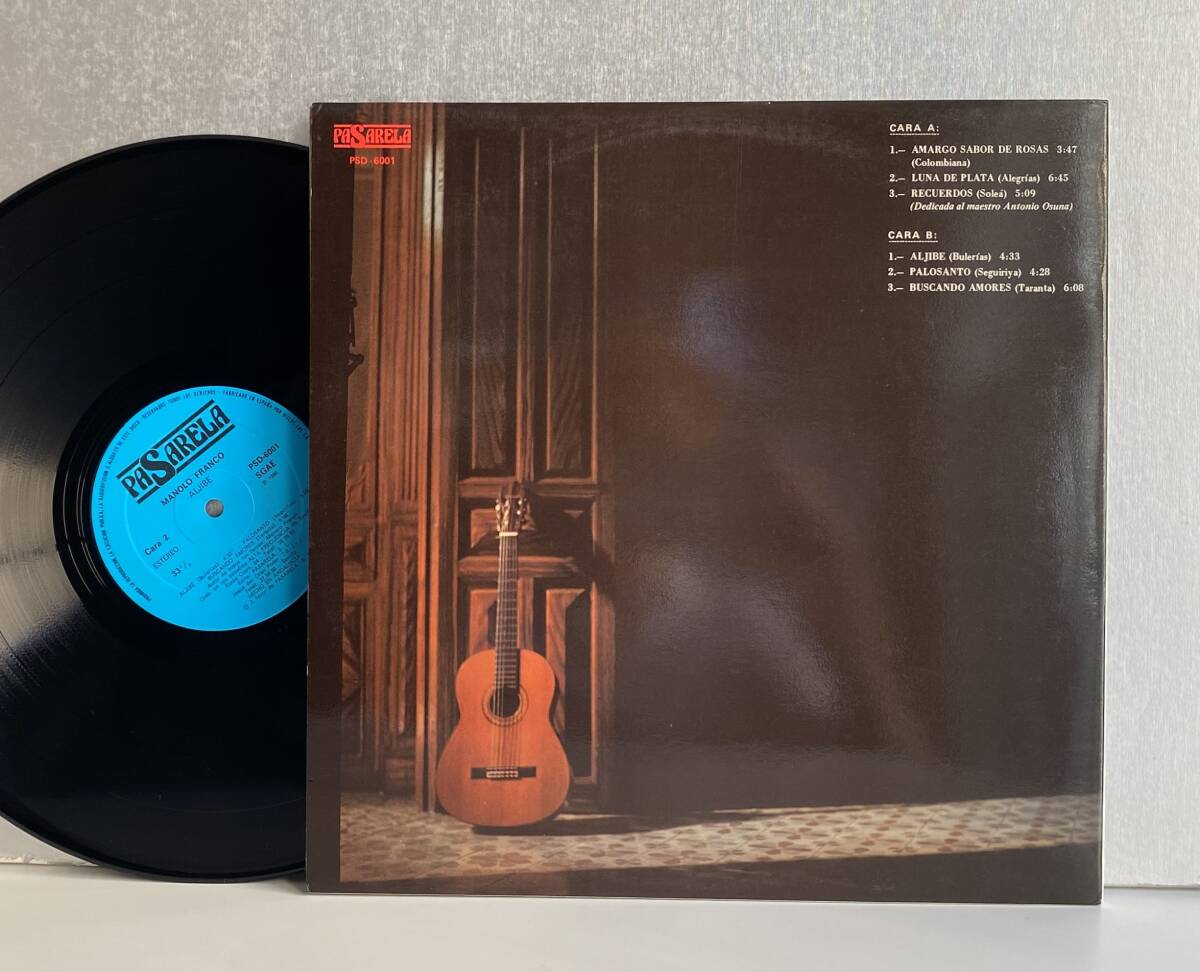 PASARELA
PSD - 6001
CARA A:
1.– AMARGO SABOR DE ROSAS 3:47
(Colombiana)
2.– LUNA DE PLATA (Alegrías) 6:45
3.– RECUERDOS (Soleá) 5:09
(Dedicada al maestro Antonio Osuna)
CARA B:
1.– ALJIBE (Bulerías) 4:33
2.– PALOSANTO (Seguiriya) 4:28
3.– BUSCANDO AMORES (Taranta) 6:08
PASARELA
MANOLO FRANCO
ALJIBE
PSD-6001
SGAE
Cara 2
ESTEREO
33